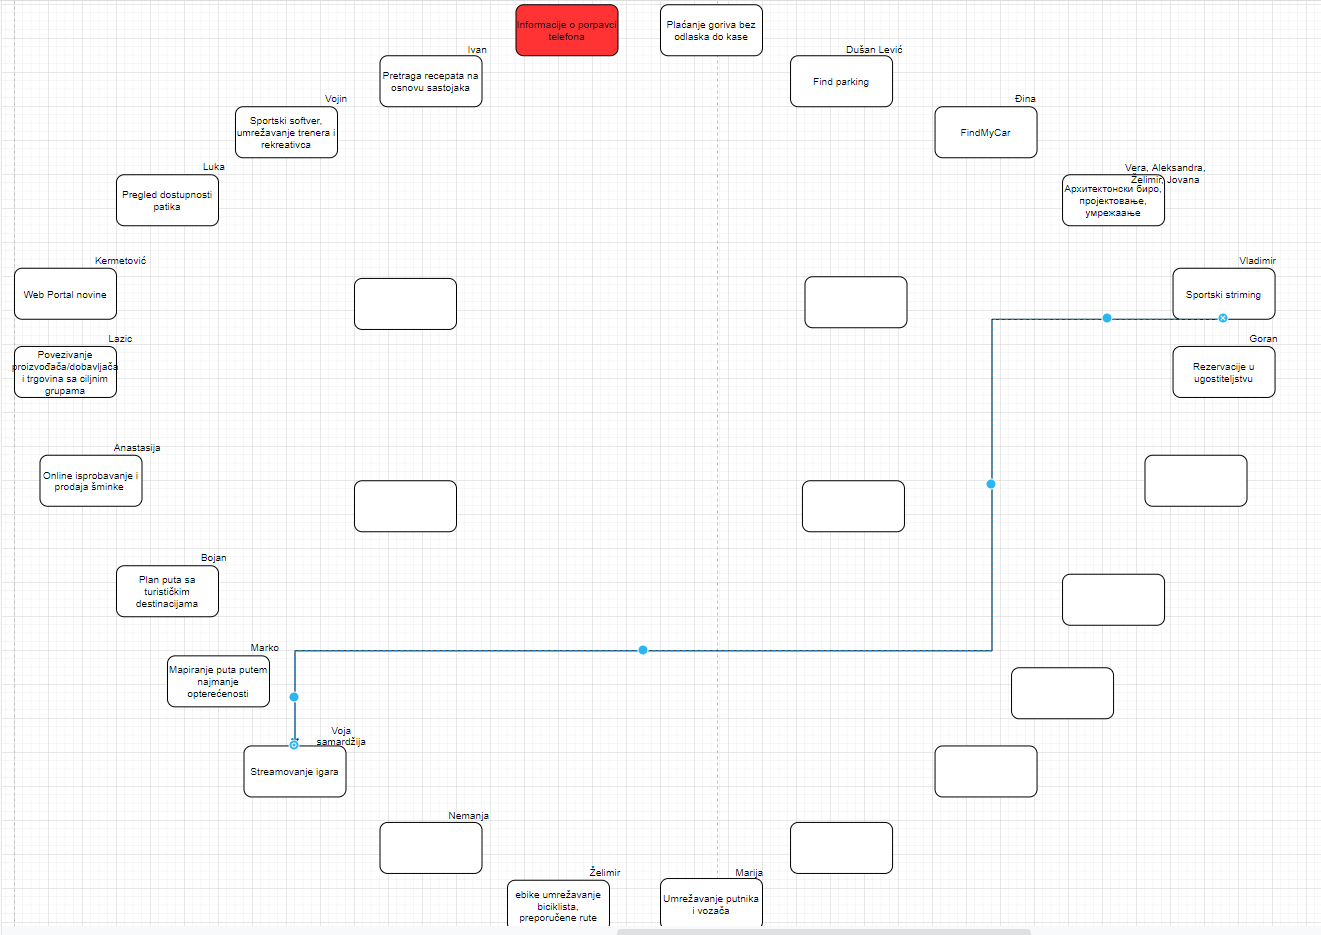 Informacije o porpavci
telefona
Plaćanje goriva bez
odlaska do kase
Ivan
Pretraga recepata na
osnovu sastojaka
Dušan Lević
Find parking
Vojin
Sportski softver,
umrežavanje trenera i
rekreativca
Đina
FindMyCar
Luka
Pregled dostupnosti
patika
Vera, Aleksandra,
Želimir, Jovana
Архитектонски биро,
пројектовање,
умрежаање
Kermetović
Web Portal novine
Vladimir
Sportski striming
Lazic
Povezivanje
proizvođača/dobavljača
i trgovina sa ciljnim
grupama
Goran
Rezervacije u
ugostiteljstvu
Anastasija
Online isprobavanje i
prodaja šminke
Bojan
Plan puta sa
turističkim
destinacijama
Marko
Mapiranje puta putem
najmanje
opterećenosti
Voja
samardžija
Streamovanje igara
Nemanja
Želimir
ebike umrežavanje
biciklista,
preporučene rute
Marija
Umrežavanje putnika
i vozača